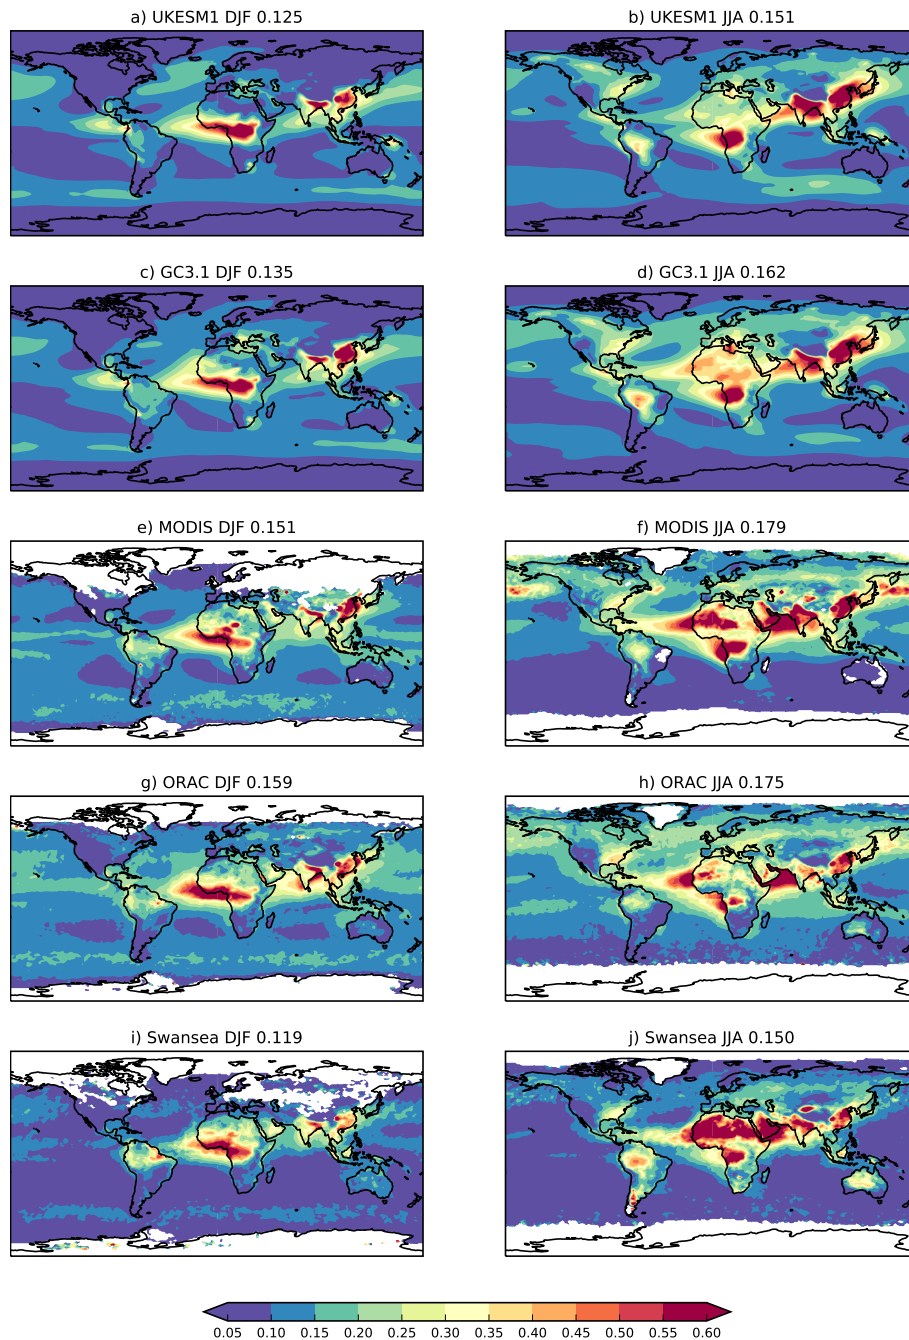 a) UKESM1 DJF 0.125
b) UKESM1 JJA 0.151
c) GC3.1 DJF 0.135
d) GC3.1 JJA 0.162
e) MODIS DJF 0.151
f) MODIS JJA 0.179
g) ORAC DJF 0.159
h) ORAC JJA 0.175
i) Swansea DJF 0.119
j) Swansea JJA 0.150
0.05 0.10 0.15 0.20 0.25 0.30 0.35 0.40 0.45 0.50 0.55 0.60